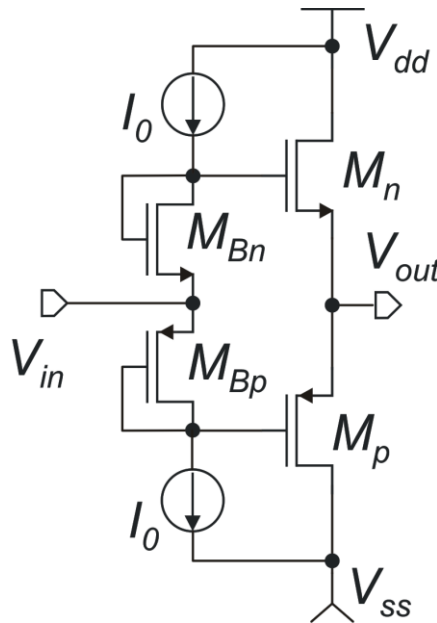 V_dd
I_0
M_n
M_Bn
V_out
V_in
M_Bp
M_p
I_0
V_ss